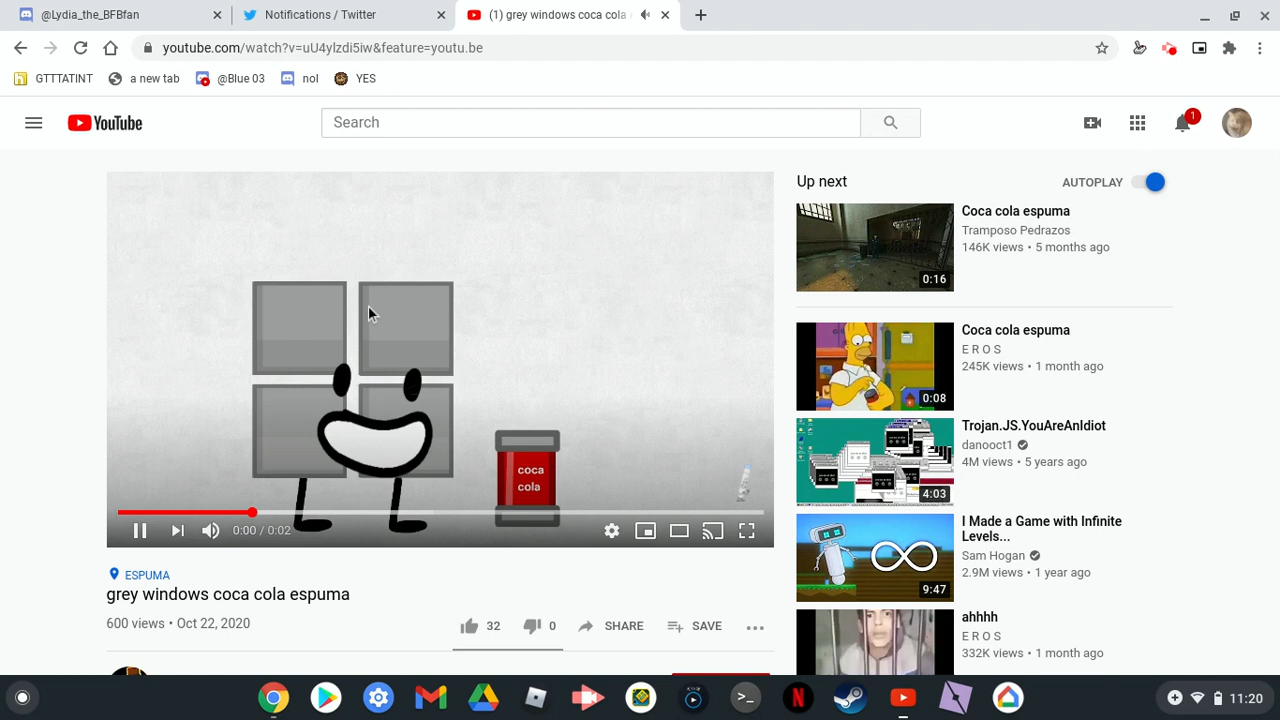 @Lydia_the_BFBfan
Notifications / Twitter
(1) grey windows coca cola
youtube.com/watch?v=uU4ylzdi5iw&feature=youtu.be
GTTTATINT
a new tab
@Blue 03
nol
YES
YouTube
Search
1
Up next
AUTOPLAY
coca
cola
0:00 / 0:02
ESPUMA
grey windows coca cola espuma
600 views • Oct 22, 2020
32
0
SHARE
SAVE
Coca cola espuma
Tramposo Pedrazos
146K views • 5 months ago
0:16
Coca cola espuma
E R O S
245K views • 1 month ago
0:08
Trojan.JS.YouAreAnIdiot
danooct1
4M views • 5 years ago
4:03
I Made a Game with Infinite
Levels...
Sam Hogan
2.9M views • 1 year ago
9:47
ahhhh
E R O S
332K views • 1 month ago
11:20